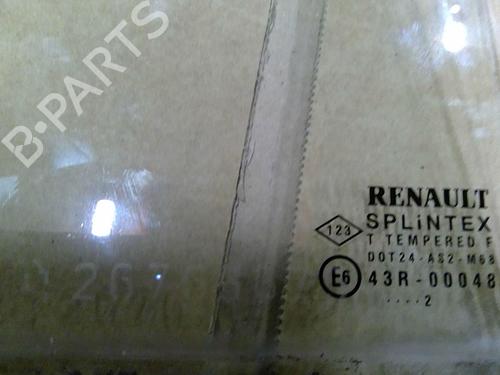 B-PARTS
RENAULT
SPLiNTEX
123
T TEMPERED F
DOT24-AS2-M68
E6 43R-00048
....2